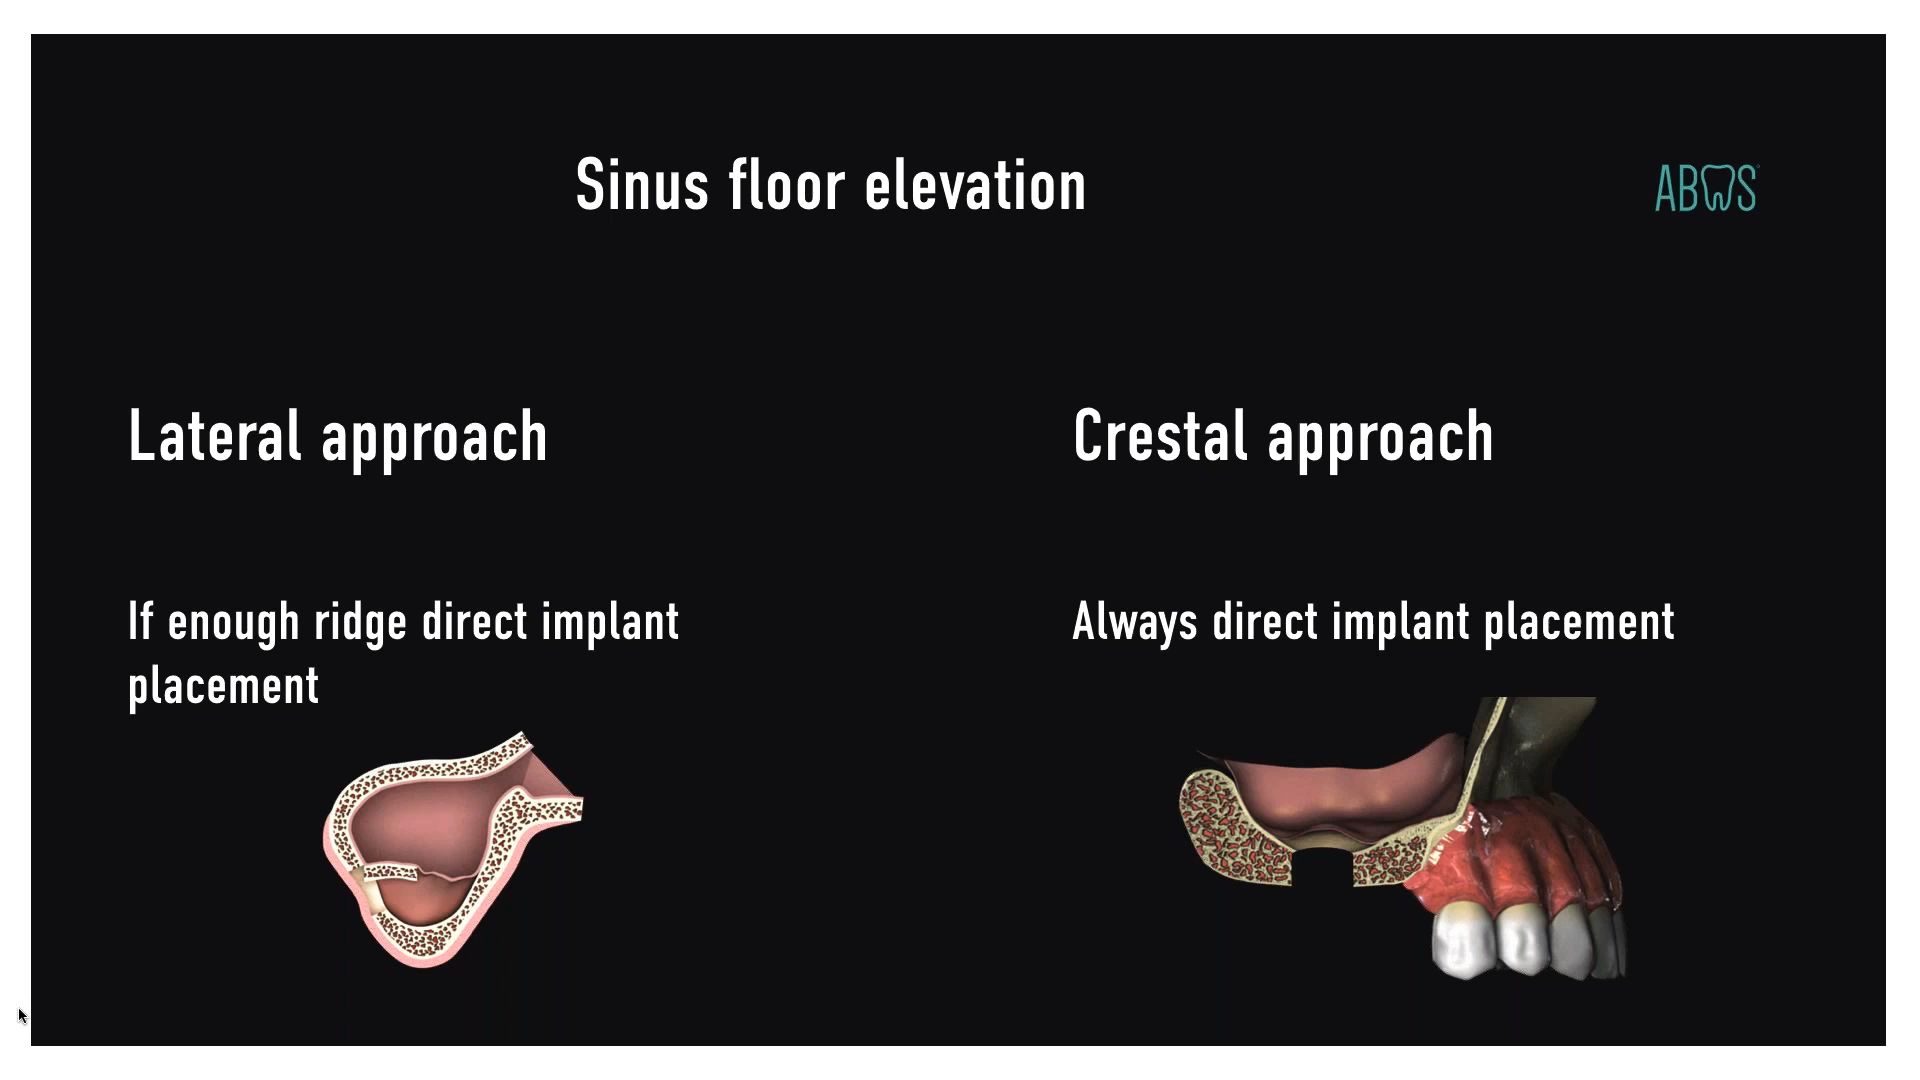 Sinus floor elevation
ABWS
Lateral approach
Crestal approach
If enough ridge direct implant
placement
Always direct implant placement